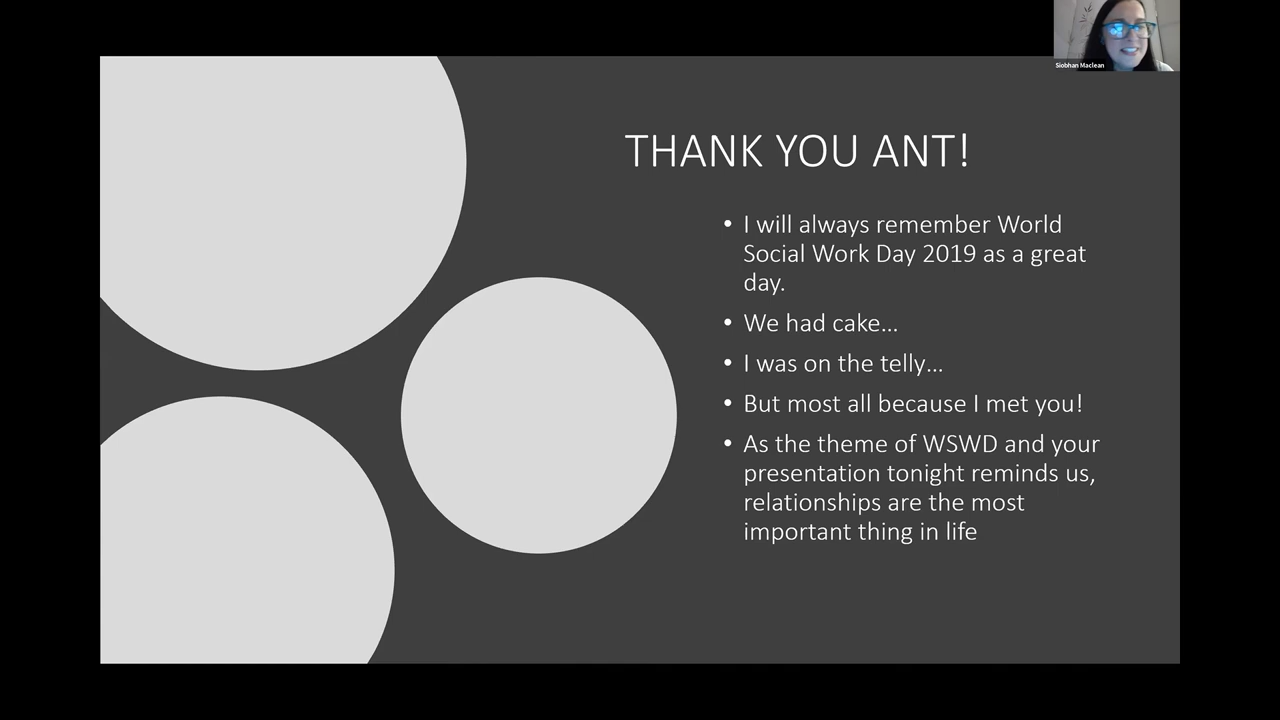 Siobhan Maclean
THANK YOU ANT!
• I will always remember World
Social Work Day 2019 as a great
day.
• We had cake...
• I was on the telly...
• But most all because I met you!
• As the theme of WSWD and your
presentation tonight reminds us,
relationships are the most
important thing in life